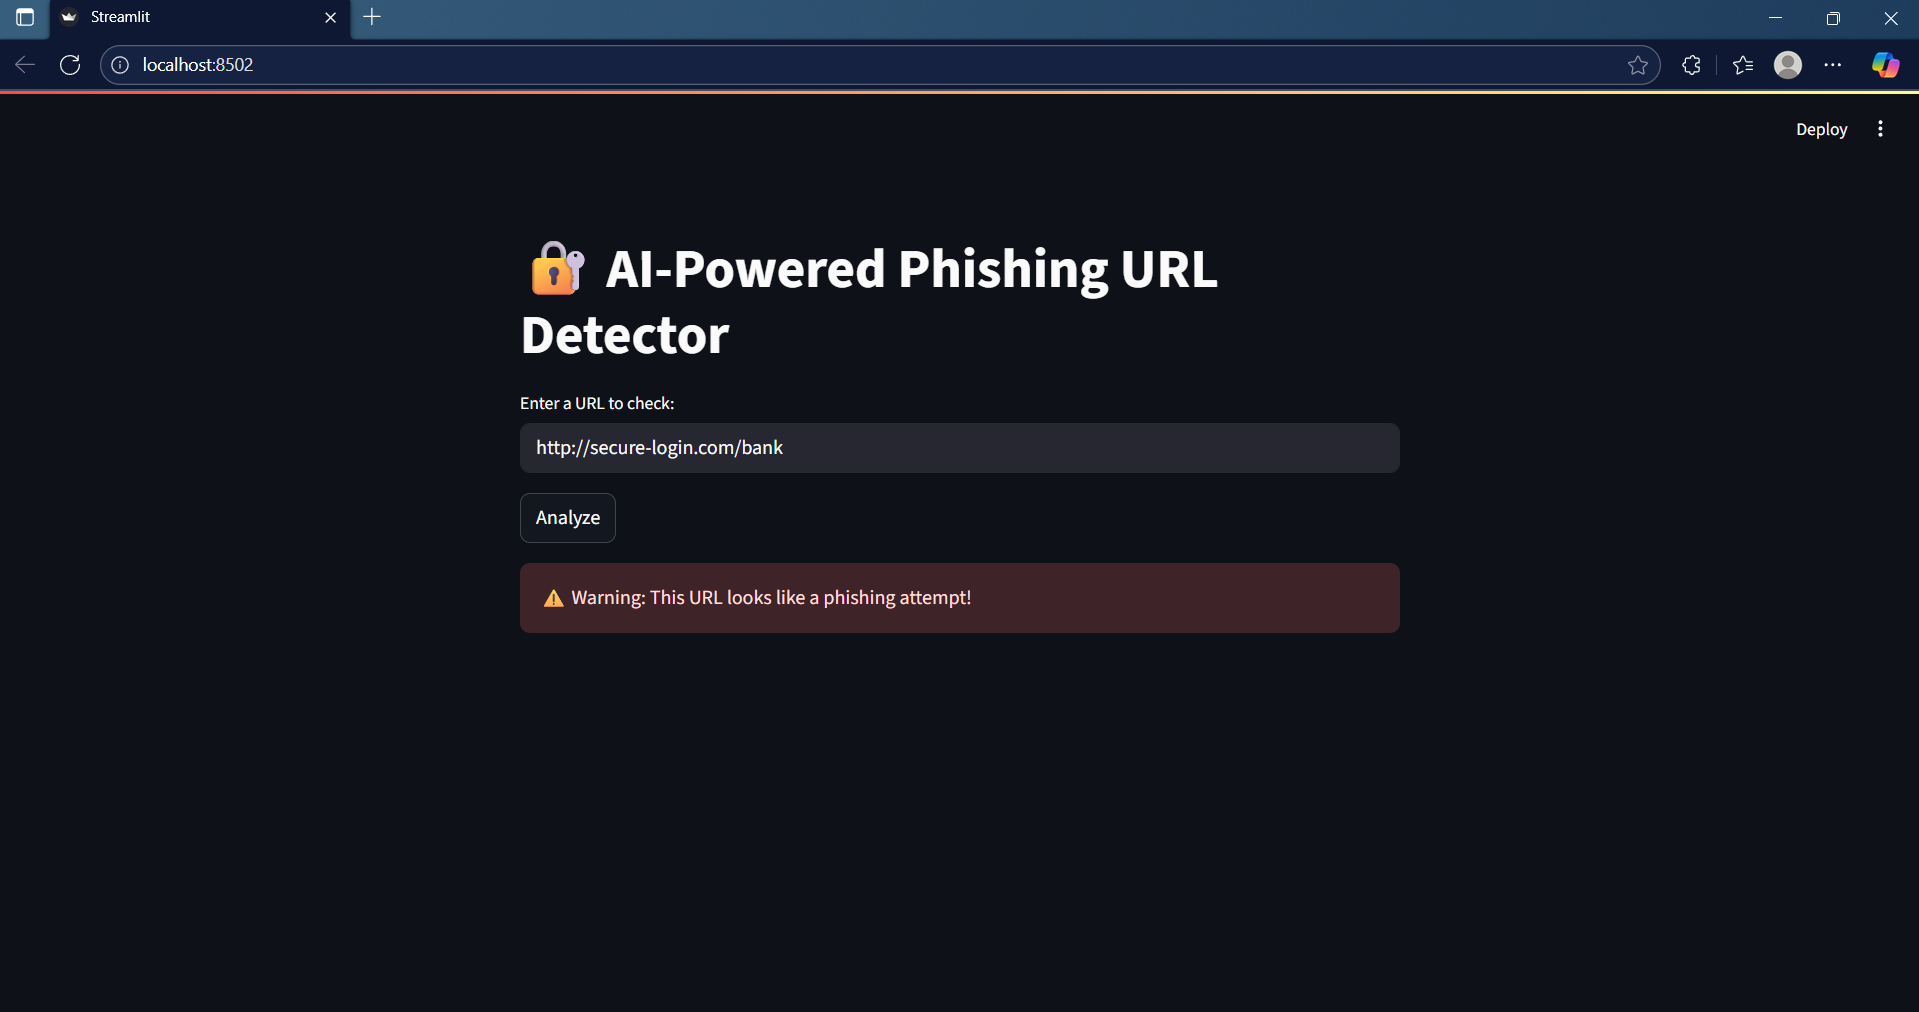 Streamlit
localhost:8502
Deploy
AI-Powered Phishing URL
Detector
Enter a URL to check:
http://secure-login.com/bank
Analyze
Warning: This URL looks like a phishing attempt!